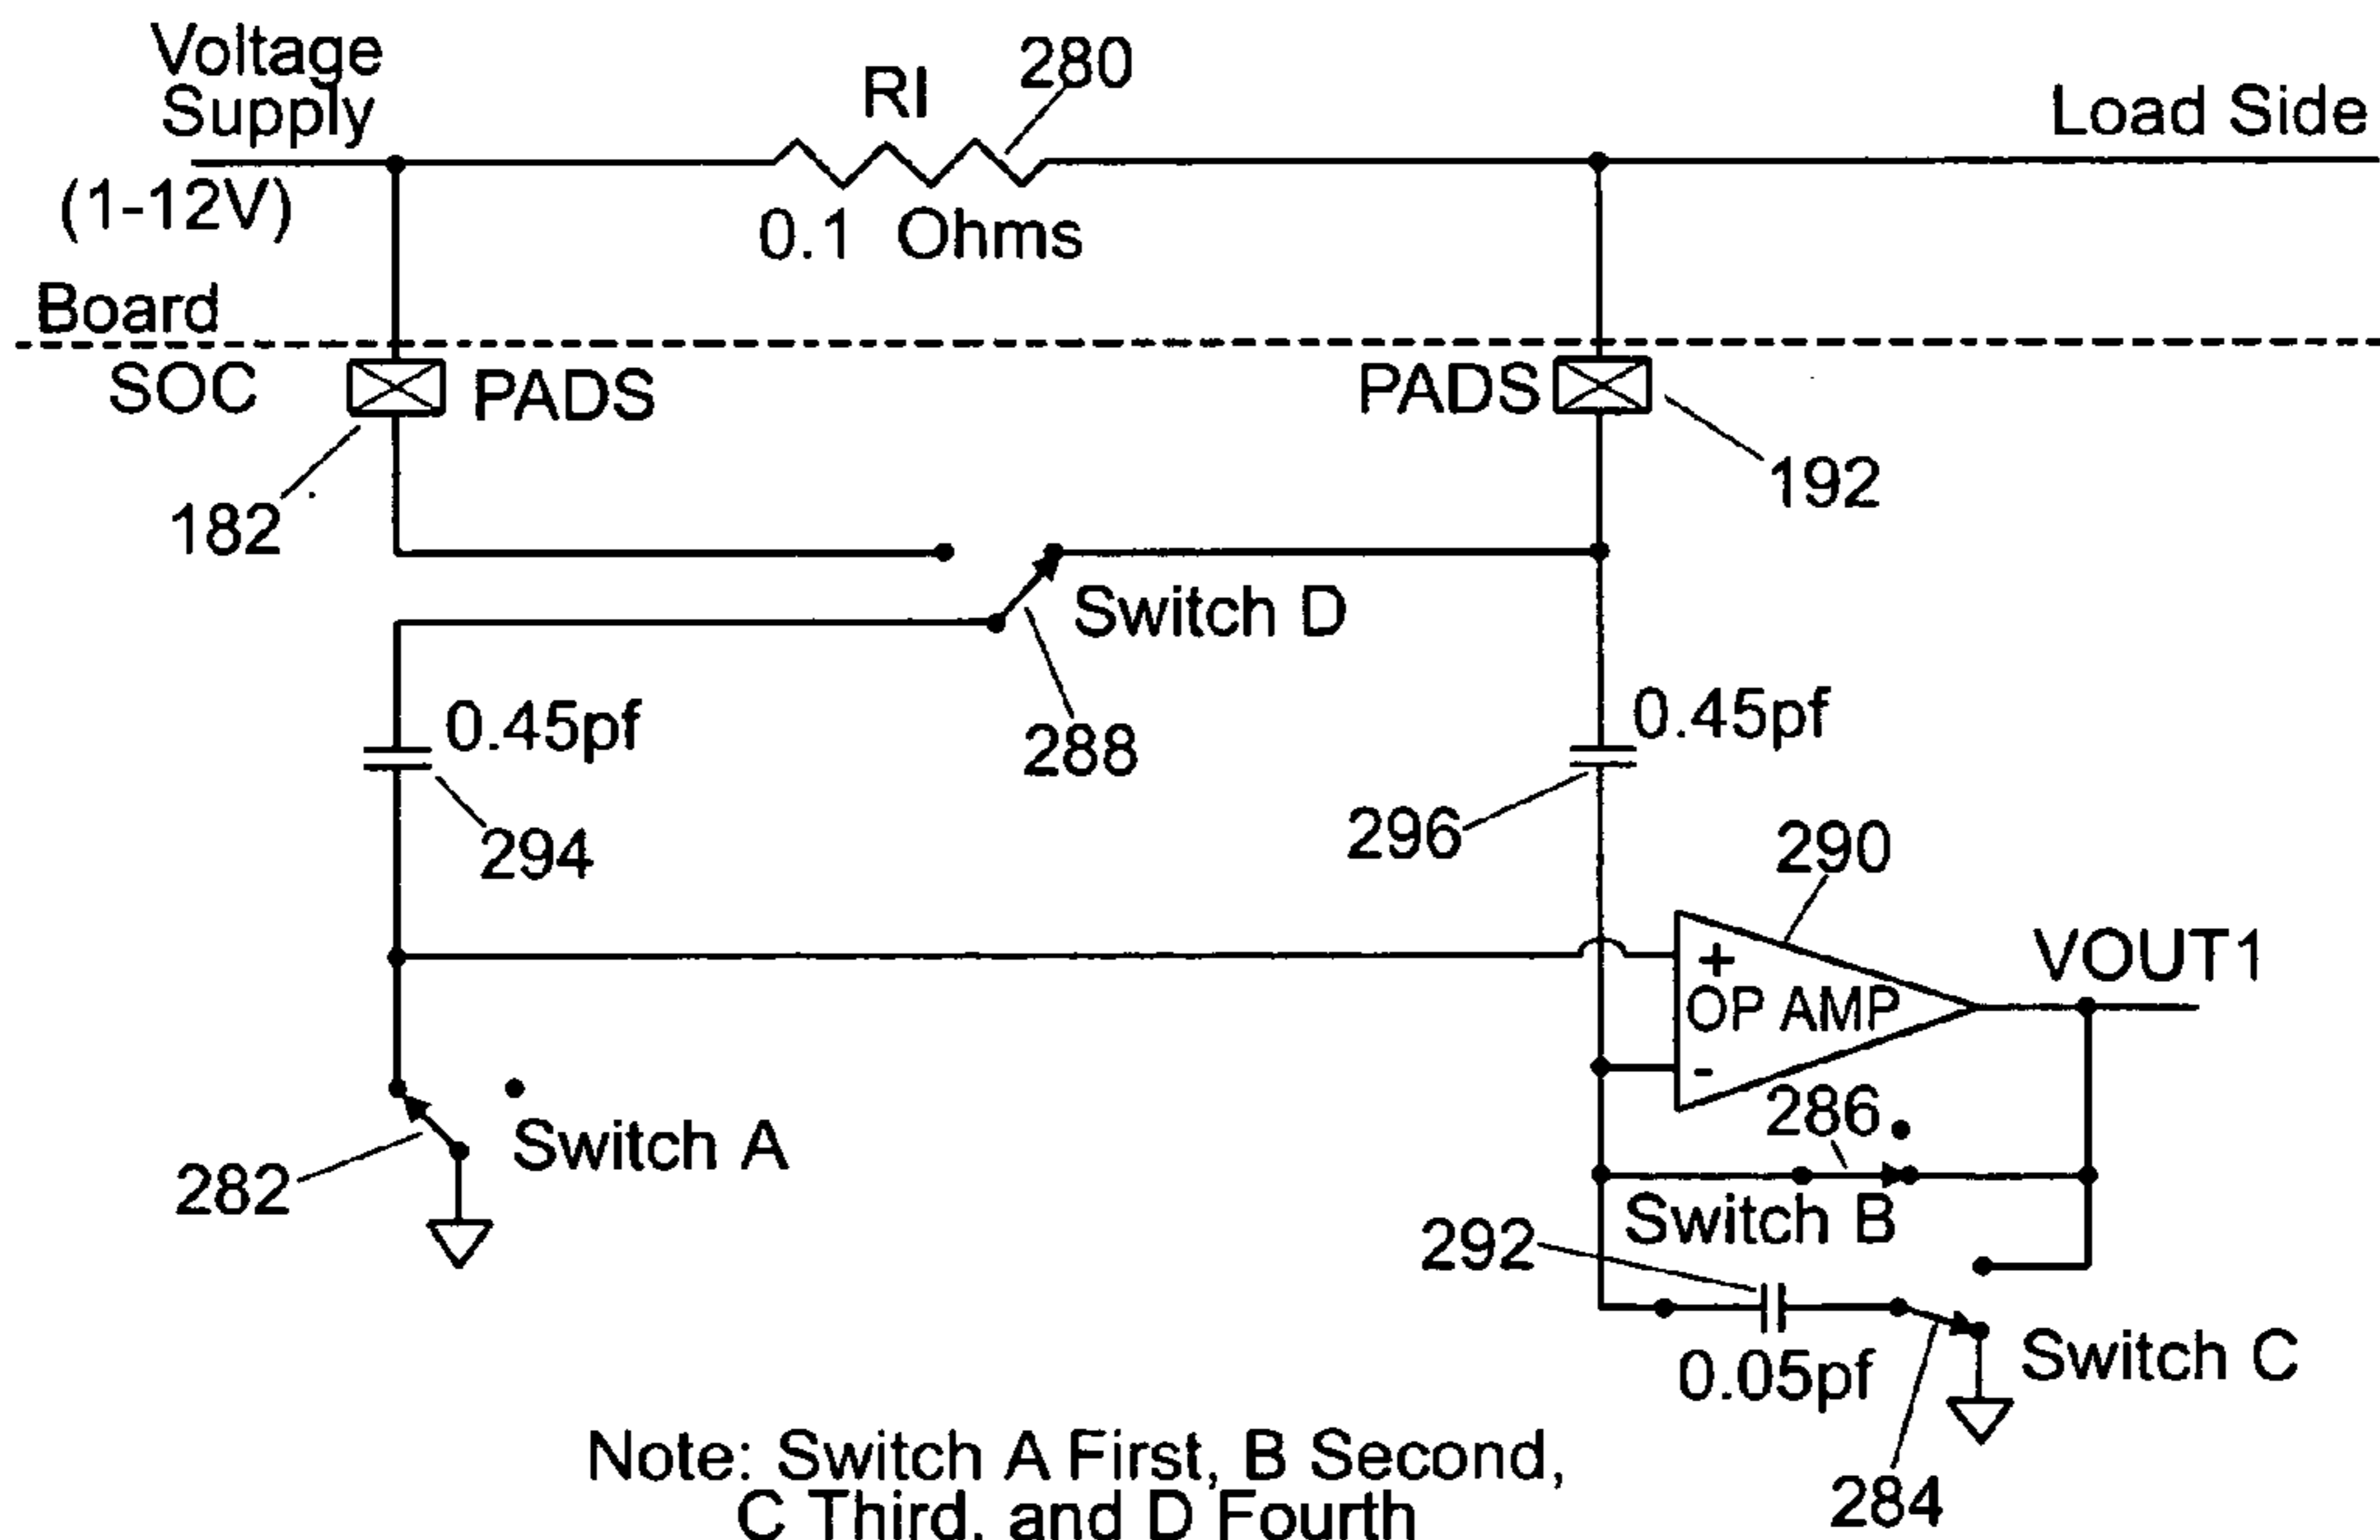 Voltage
Supply
(1-12V)
RI
280
0.1 Ohms
Load Side
Board
SOC
PADS
PADS
182
192
Switch D
288
0.45pf
294
0.45pf
296
290
+
OP AMP
-
VOUT1
286
Switch A
282
Switch B
292
0.05pf
Switch C
284
Note: Switch A First, B Second,
C Third, and D Fourth